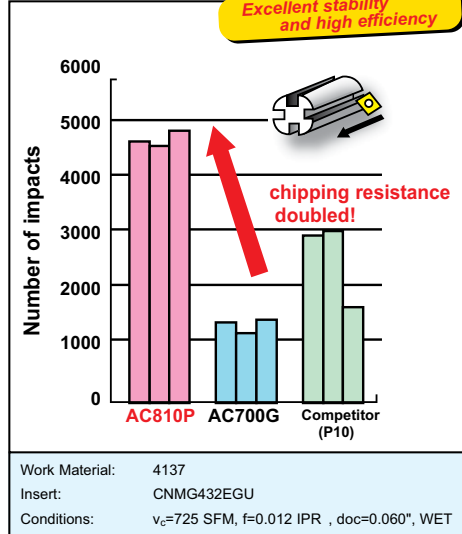 Excellent stability
and high efficiency
6000
5000
4000
3000
2000
1000
0
Number of impacts
chipping resistance
doubled!
AC810P AC700G Competitor
(P10)
Work Material: 4137
Insert: CNMG432EGU
Conditions: vc=725 SFM, f=0.012 IPR , doc=0.060", WET